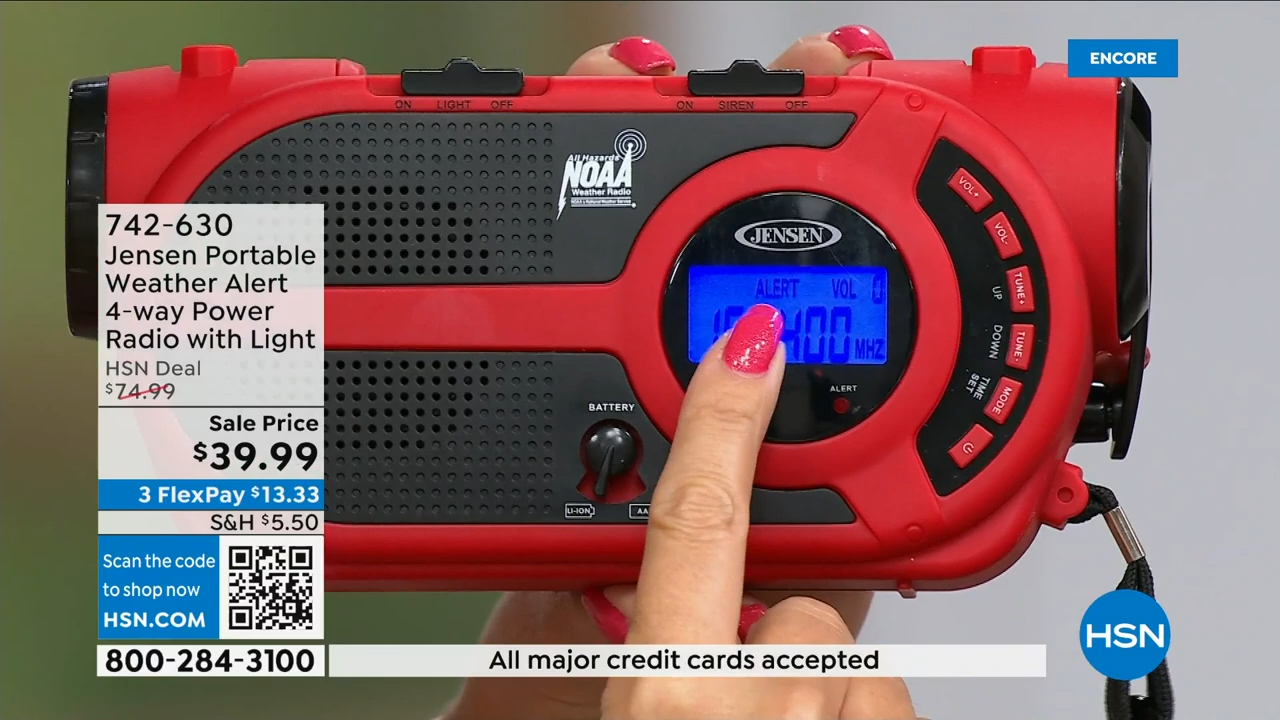 ENCORE
ON LIGHT OFF
ON SIREN OFF
All Hazards
NOAA
Weather Radio
JENSEN
ALERT VOL 0
400 MHZ
ALERT
VOL+
VOL-
TUNE+
UP
TUNE-
DOWN
MODE
TIME SET
BATTERY
LI-ION
AA
742-630
Jensen Portable
Weather Alert
4-way Power
Radio with Light
HSN Deal
$74.99
Sale Price
$39.99
3 FlexPay $13.33
S&H $5.50
Scan the code
to shop now
HSN.COM
800-284-3100
All major credit cards accepted
HSN